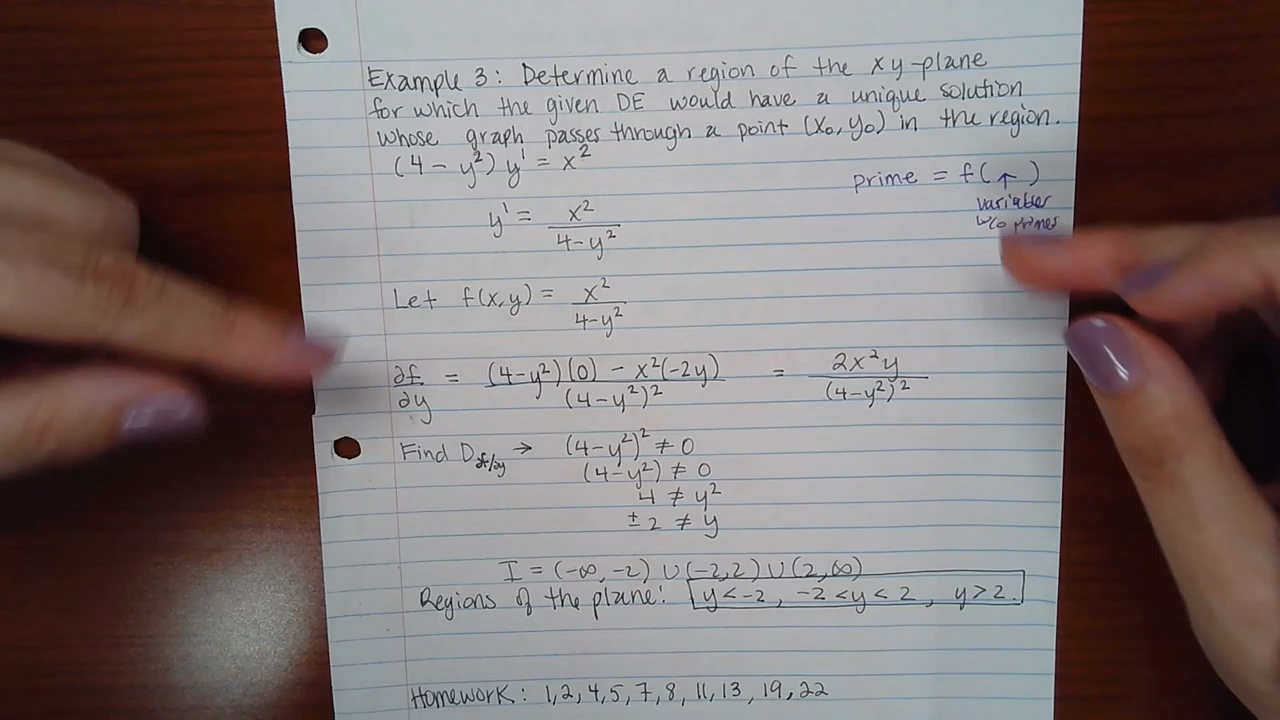 Example 3: Determine a region of the xy-plane
for which the given DE would have a unique solution
whose graph passes through a point (x₀, y₀) in the region.
(4 - y²) y' = x²
prime = f(↑)
variables
w/o primes
y' = x² / (4-y²)
Let f(x,y) = x² / (4-y²)
∂f/∂y = ((4-y²)(0) - x²(-2y)) / (4-y²)² = 2x²y / (4-y²)²
Find D_∂f/∂y → (4-y²)² ≠ 0
(4-y²) ≠ 0
4 ≠ y²
±2 ≠ y
I = (-∞, -2) ∪ (-2,2) ∪ (2,∞)
Regions of the plane: y<-2, -2<y<2, y>2.
Homework: 1,2,4,5,7,8,11,13,19,22